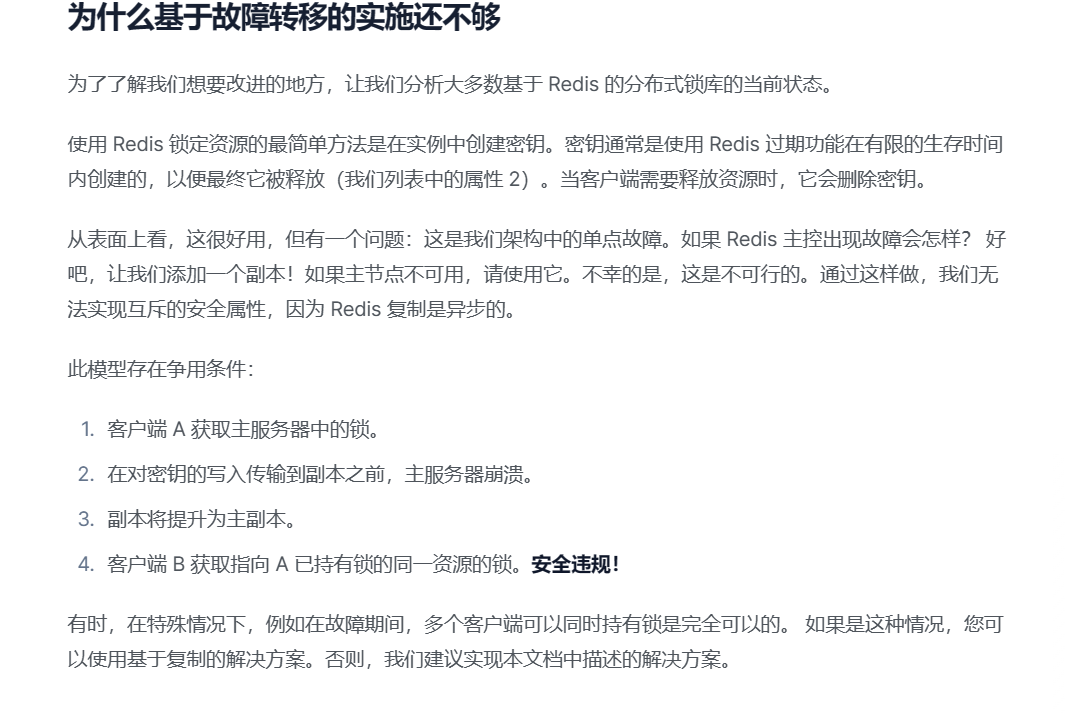 为什么基于故障转移的实施还不够
为了了解我们想要改进的地方，让我们分析大多数基于 Redis 的分布式锁库的当前状态。
使用 Redis 锁定资源的最简单方法是在实例中创建密钥。密钥通常是使用 Redis 过期功能在有限的生存时间
内创建的，以便最终它被释放（我们列表中的属性 2）。当客户端需要释放资源时，它会删除密钥。
从表面上看，这很好用，但有一个问题：这是我们架构中的单点故障。如果 Redis 主控出现故障会怎样？ 好
吧，让我们添加一个副本！如果主节点不可用，请使用它。不幸的是，这是不可行的。通过这样做，我们无
法实现互斥的安全属性，因为 Redis 复制是异步的。
此模型存在争用条件：
1. 客户端 A 获取主服务器中的锁。
2. 在对密钥的写入传输到副本之前，主服务器崩溃。
3. 副本将提升为主副本。
4. 客户端 B 获取指向 A 已持有锁的同一资源的锁。安全违规！
有时，在特殊情况下，例如在故障期间，多个客户端可以同时持有锁是完全可以的。 如果是这种情况，您可
以使用基于复制的解决方案。否则，我们建议实现本文档中描述的解决方案。